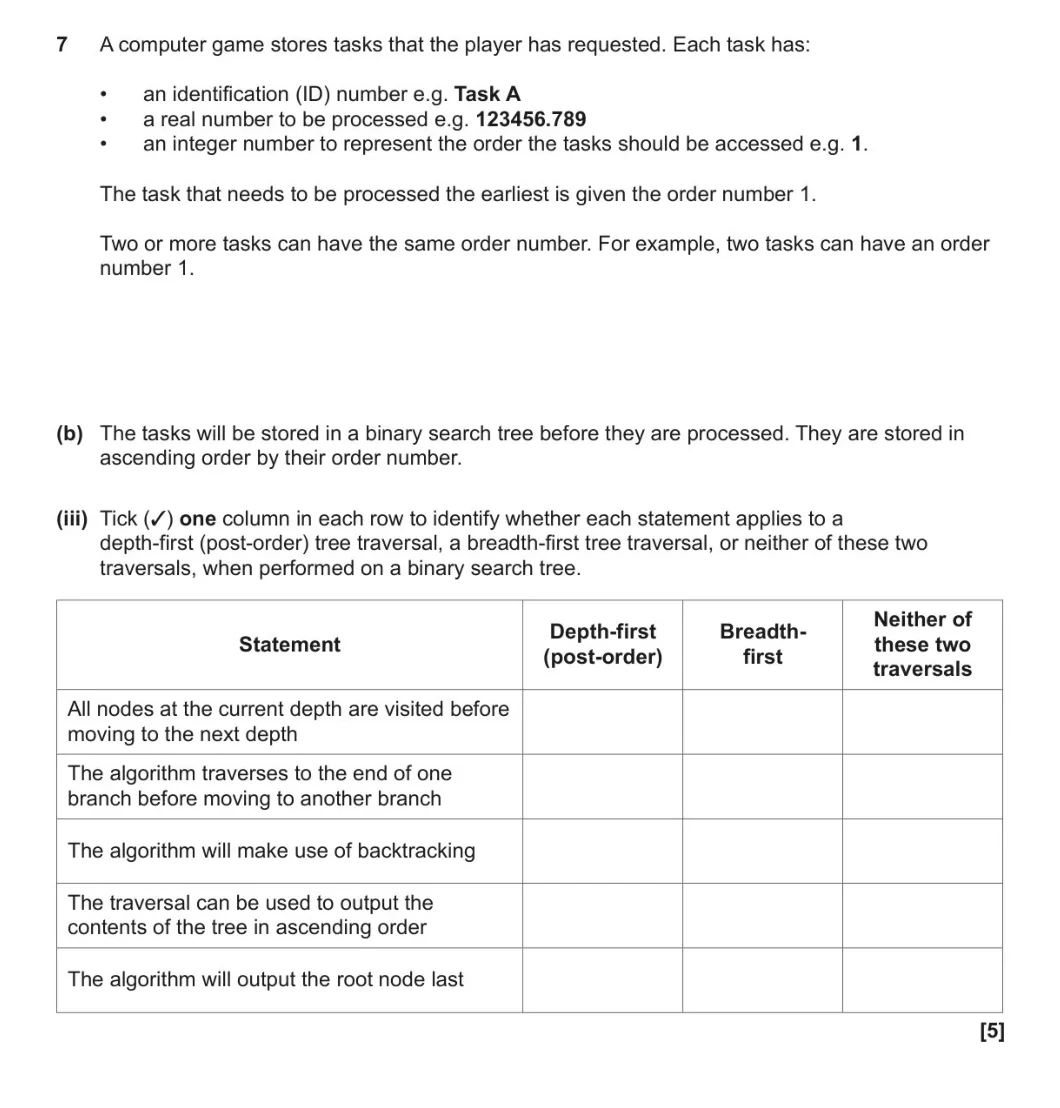 7 A computer game stores tasks that the player has requested. Each task has:
• an identification (ID) number e.g. Task A
• a real number to be processed e.g. 123456.789
• an integer number to represent the order the tasks should be accessed e.g. 1.
The task that needs to be processed the earliest is given the order number 1.
Two or more tasks can have the same order number. For example, two tasks can have an order
number 1.
(b) The tasks will be stored in a binary search tree before they are processed. They are stored in
ascending order by their order number.
(iii) Tick (✓) one column in each row to identify whether each statement applies to a
depth-first (post-order) tree traversal, a breadth-first tree traversal, or neither of these two
traversals, when performed on a binary search tree.
Statement
Depth-first
(post-order)
Breadth-
first
Neither of
these two
traversals
All nodes at the current depth are visited before
moving to the next depth
The algorithm traverses to the end of one
branch before moving to another branch
The algorithm will make use of backtracking
The traversal can be used to output the
contents of the tree in ascending order
The algorithm will output the root node last
[5]